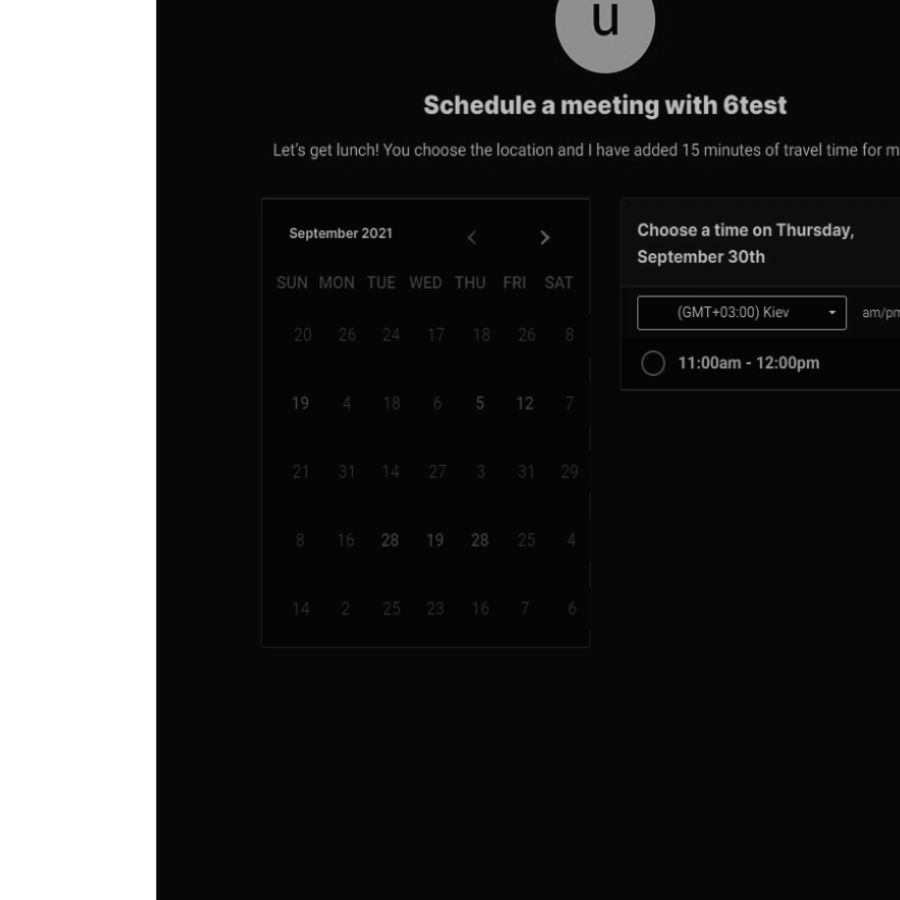 u
Schedule a meeting with 6test
Let's get lunch! You choose the location and I have added 15 minutes of travel time for m
September 2021
SUN MON TUE WED THU FRI SAT
20 26 24 17 18 26 8
19 4 18 6 5 12 7
21 31 14 27 3 31 29
8 16 28 19 28 25 4
14 2 25 23 16 7 6
Choose a time on Thursday,
September 30th
(GMT+03:00) Kiev am/pm
11:00am - 12:00pm